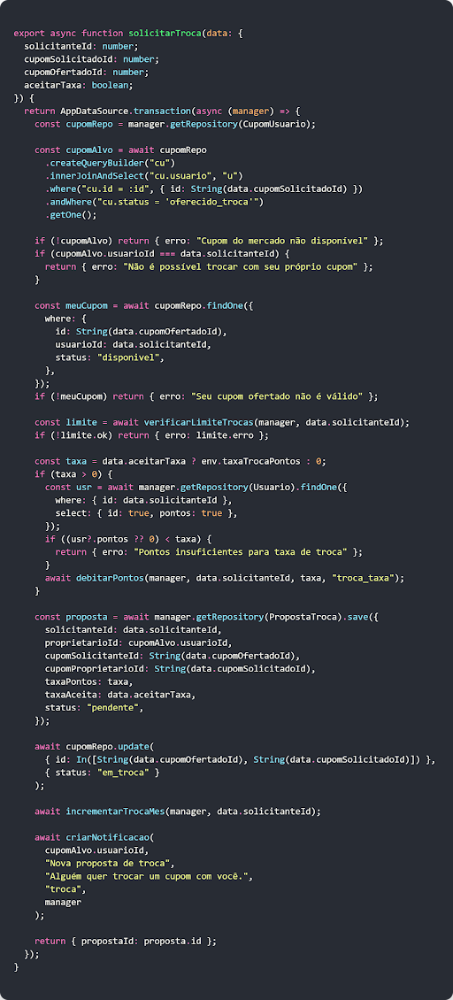 export async function solicitarTroca(data: {
  solicitanteId: number;
  cupomSolicitadoId: number;
  cupomOfertadoId: number;
  aceitarTaxa: boolean;
}) {
  return AppDataSource.transaction(async (manager) => {
    const cupomRepo = manager.getRepository(CupomUsuario);

    const cupomAlvo = await cupomRepo
      .createQueryBuilder("cu")
      .innerJoinAndSelect("cu.usuario", "u")
      .where("cu.id = :id", { id: String(data.cupomSolicitadoId) })
      .andWhere("cu.status = 'oferecido_troca'")
      .getOne();

    if (!cupomAlvo) return { erro: "Cupom do mercado não disponível" };
    if (cupomAlvo.usuarioId === data.solicitanteId) {
      return { erro: "Não é possível trocar com seu próprio cupom" };
    }

    const meuCupom = await cupomRepo.findOne({
      where: {
        id: String(data.cupomOfertadoId),
        usuarioId: data.solicitanteId,
        status: "disponivel",
      },
    });
    if (!meuCupom) return { erro: "Seu cupom ofertado não é válido" };

    const limite = await verificarLimiteTrocas(manager, data.solicitanteId);
    if (!limite.ok) return { erro: limite.erro };

    const taxa = data.aceitarTaxa ? env.taxaTrocaPontos : 0;
    if (taxa > 0) {
      const usr = await manager.getRepository(Usuario).findOne({
        where: { id: data.solicitanteId },
        select: { id: true, pontos: true },
      });
      if ((usr?.pontos ?? 0) < taxa) {
        return { erro: "Pontos insuficientes para taxa de troca" };
      }
      await debitarPontos(manager, data.solicitanteId, taxa, "troca_taxa");
    }

    const proposta = await manager.getRepository(PropostaTroca).save({
      solicitanteId: data.solicitanteId,
      proprietarioId: cupomAlvo.usuarioId,
      cupomSolicitanteId: String(data.cupomOfertadoId),
      cupomProprietarioId: String(data.cupomSolicitadoId),
      taxaPontos: taxa,
      taxaAceita: data.aceitarTaxa,
      status: "pendente",
    });

    await cupomRepo.update(
      { id: In([String(data.cupomOfertadoId), String(data.cupomSolicitadoId)]) },
      { status: "em_troca" }
    );

    await incrementarTrocaMes(manager, data.solicitanteId);

    await criarNotificacao(
      cupomAlvo.usuarioId,
      "Nova proposta de troca",
      "Alguém quer trocar um cupom com você.",
      "troca",
      manager
    );

    return { propostaId: proposta.id };
  });
}